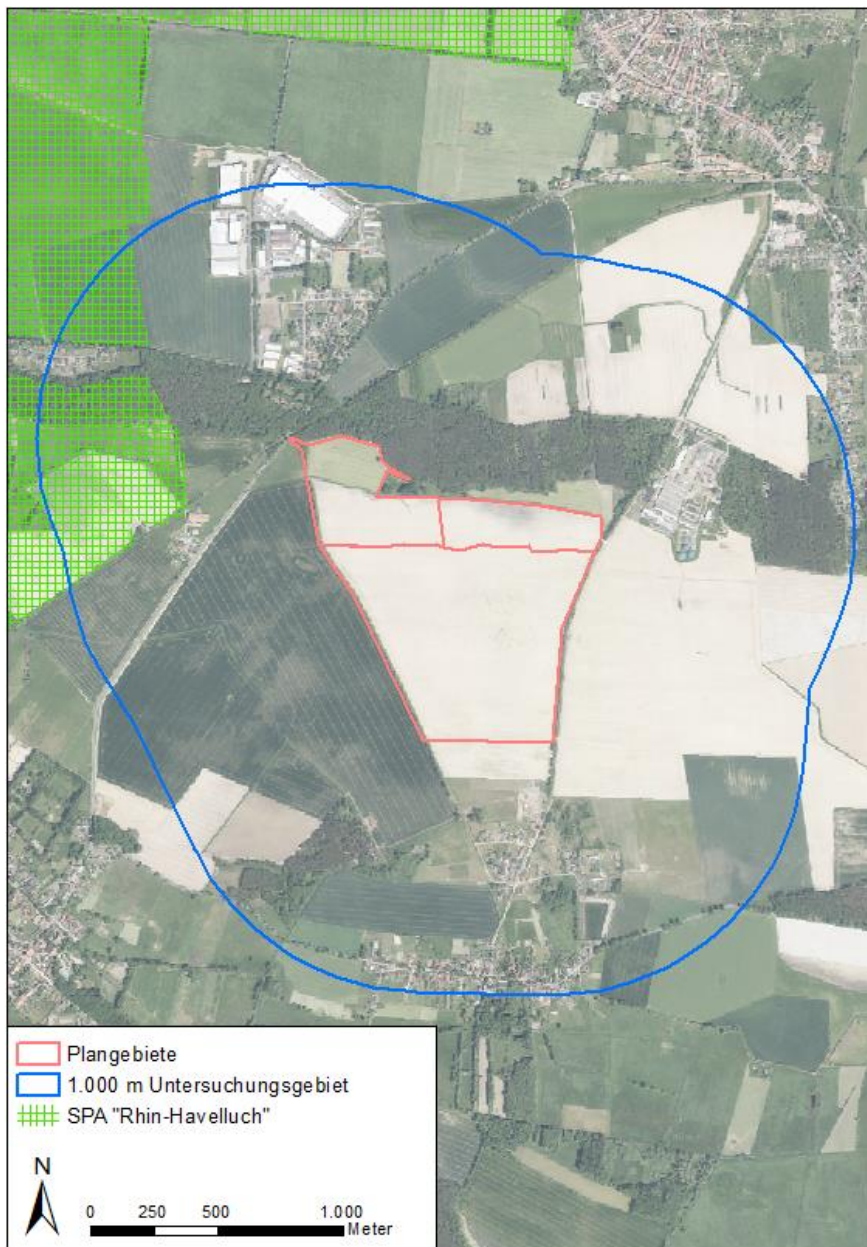 Plangebiete
1.000 m Untersuchungsgebiet
SPA "Rhin-Havelluch"
N
0 250 500 1.000
Meter